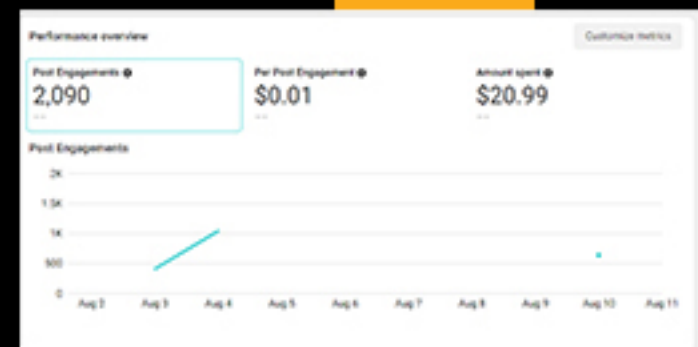 Performance overview
Customize metrics
Post Engagements
Per Post Engagement
Amount spent
2,090
$0.01
$20.99
--
--
--
Post Engagements
2K
1.5K
1K
500
0
Aug 2
Aug 3
Aug 4
Aug 5
Aug 6
Aug 7
Aug 8
Aug 9
Aug 10
Aug 11